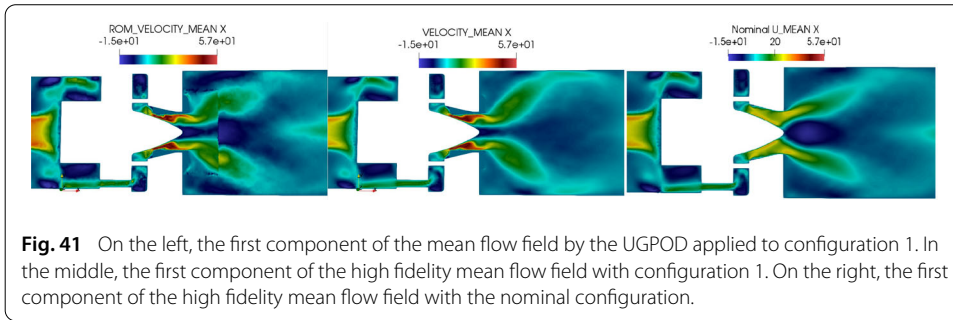 ROM_VELOCITY_MEAN X
-1.5e+01 5.7e+01
VELOCITY_MEAN X
-1.5e+01 5.7e+01
Nominal U_MEAN X
-1.5e+01 20 5.7e+01
Fig. 41 On the left, the first component of the mean flow field by the UGPOD applied to configuration 1. In
the middle, the first component of the high fidelity mean flow field with configuration 1. On the right, the first
component of the high fidelity mean flow field with the nominal configuration.